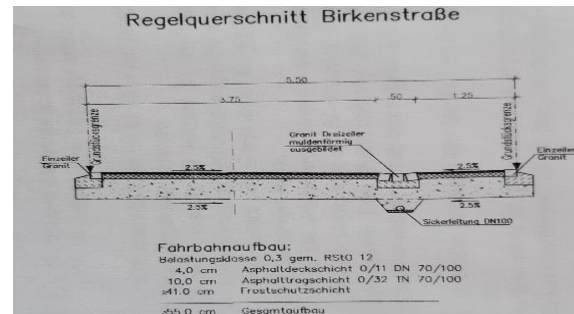 Regelquerschnitt Birkenstraße
5.50
3.75 .50 1.25
Grundstücksgrenze
Grundstücksgrenze
Granit Dreizeiler
muldenförmig
ausgebildet
Einzeiler
Granit
2.5%
2.5%
Einzeiler
Granit
2.5%
2.5%
Sickerleitung DN100
Fahrbahnaufbau:
Belastungsklasse 0,3 gem. RStO 12
4,0 cm Asphaltdeckschicht 0/11 DN 70/100
10,0 cm Asphalttragschicht 0/32 TN 70/100
≥41.0 cm Frostschutzschicht
≥55.0 cm Gesamtaufbau